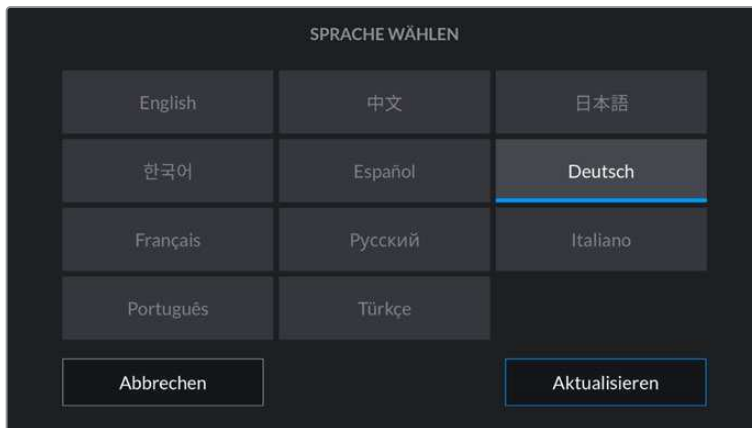 SPRACHE WÄHLEN
English 中文 日本語
한국어 Español Deutsch
Français Русский Italiano
Português Türkçe
Abbrechen Aktualisieren